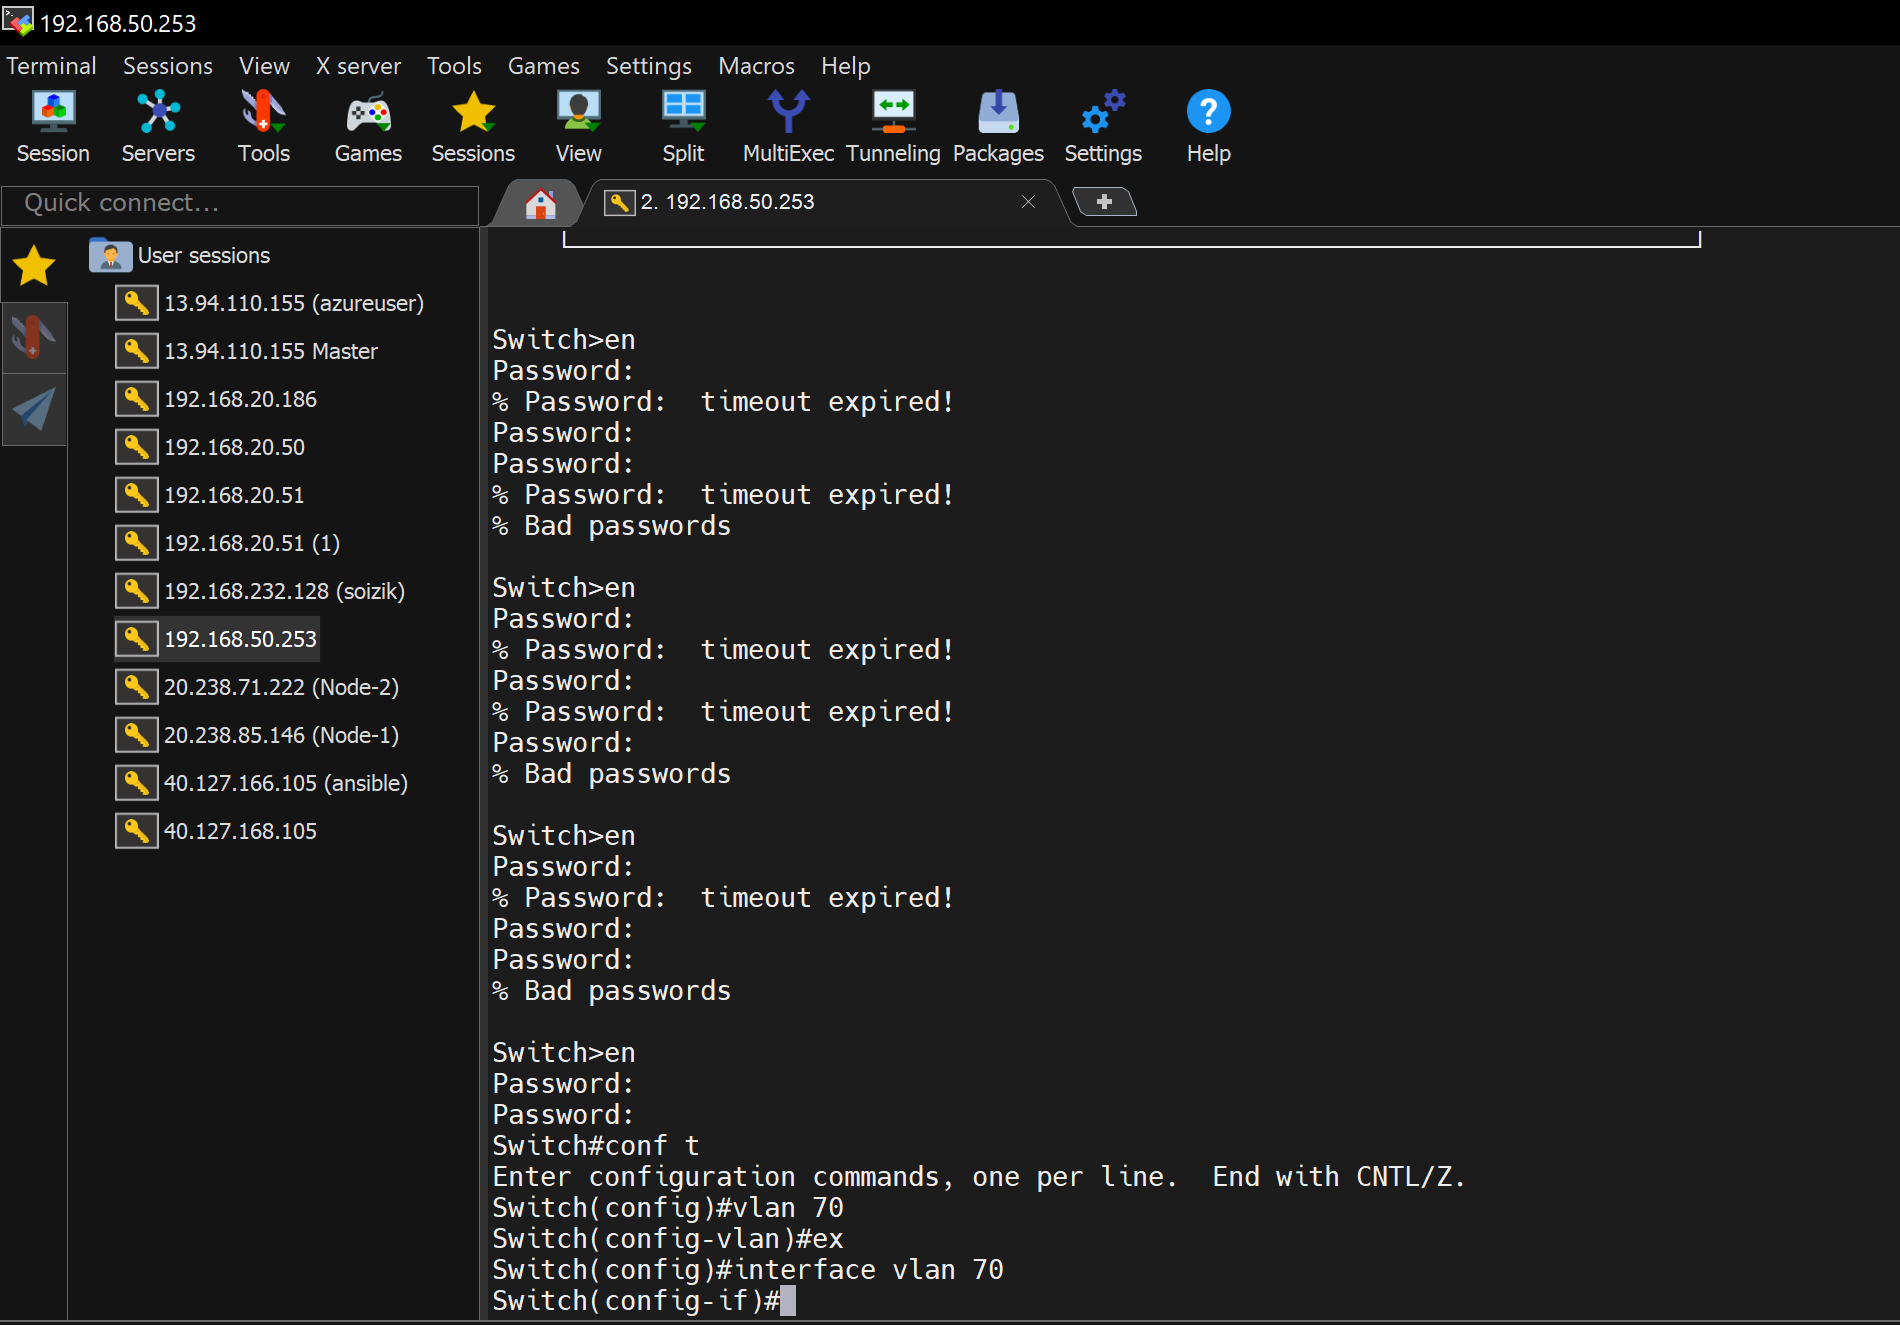 192.168.50.253
Terminal Sessions View X server Tools Games Settings Macros Help
Session Servers Tools Games Sessions View Split MultiExec Tunneling Packages Settings Help
Quick connect...
2. 192.168.50.253
User sessions
13.94.110.155 (azureuser)
13.94.110.155 Master
192.168.20.186
192.168.20.50
192.168.20.51
192.168.20.51 (1)
192.168.232.128 (soizik)
192.168.50.253
20.238.71.222 (Node-2)
20.238.85.146 (Node-1)
40.127.166.105 (ansible)
40.127.168.105
Switch>en
Password:
% Password:  timeout expired!
Password:
Password:
% Password:  timeout expired!
% Bad passwords
Switch>en
Password:
% Password:  timeout expired!
Password:
% Password:  timeout expired!
Password:
% Bad passwords
Switch>en
Password:
% Password:  timeout expired!
Password:
Password:
% Bad passwords
Switch>en
Password:
Password:
Switch#conf t
Enter configuration commands, one per line.  End with CNTL/Z.
Switch(config)#vlan 70
Switch(config-vlan)#ex
Switch(config)#interface vlan 70
Switch(config-if)#